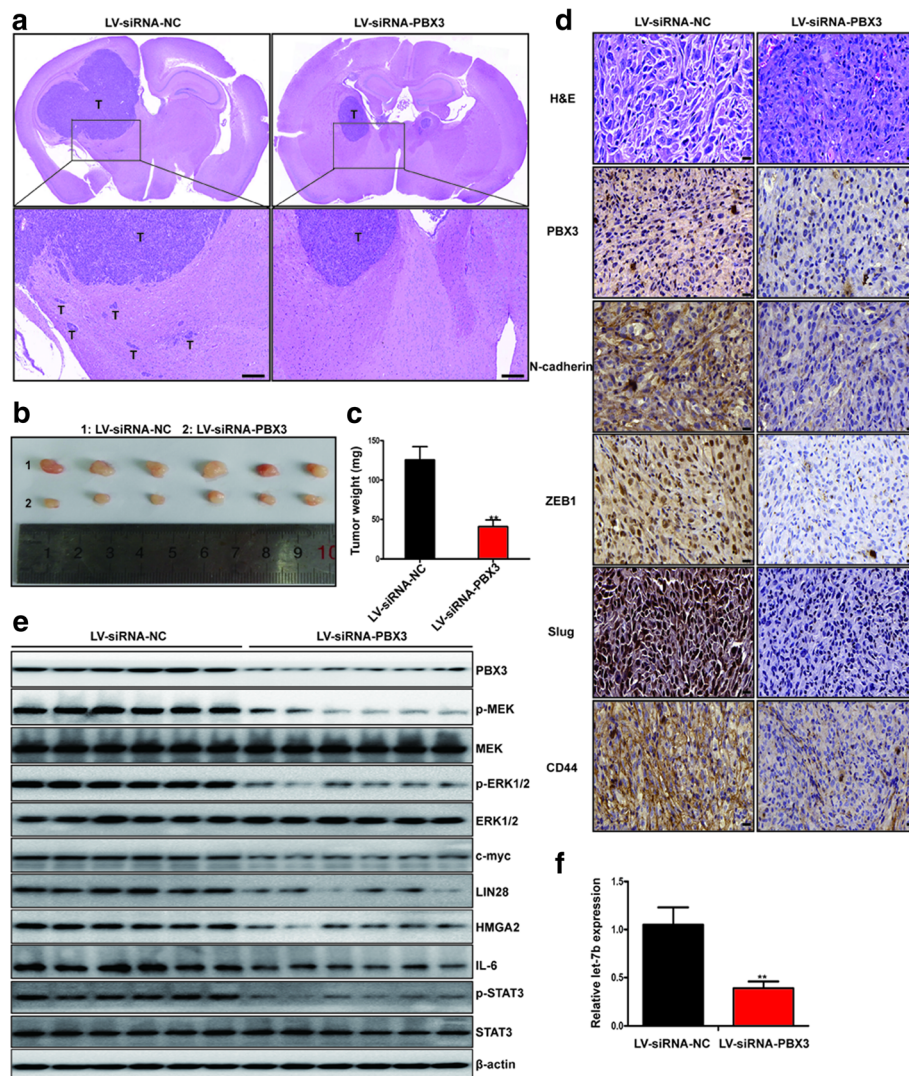 a
LV-siRNA-NC
LV-siRNA-PBX3
T
T
T
T
T
T
T
T
b
1: LV-siRNA-NC 2: LV-siRNA-PBX3
1
2
1 2 3 4 5 6 7 8 9 10
c
Tumor weight (mg)
150
100
50
0
**
LV-siRNA-NC
LV-siRNA-PBX3
d
LV-siRNA-NC
LV-siRNA-PBX3
H&E
PBX3
N-cadherin
ZEB1
Slug
CD44
e
LV-siRNA-NC
LV-siRNA-PBX3
PBX3
p-MEK
MEK
p-ERK1/2
ERK1/2
c-myc
LIN28
HMGA2
IL-6
p-STAT3
STAT3
β-actin
f
Relative let-7b expression
1.5
1.0
0.5
0.0
**
LV-siRNA-NC
LV-siRNA-PBX3